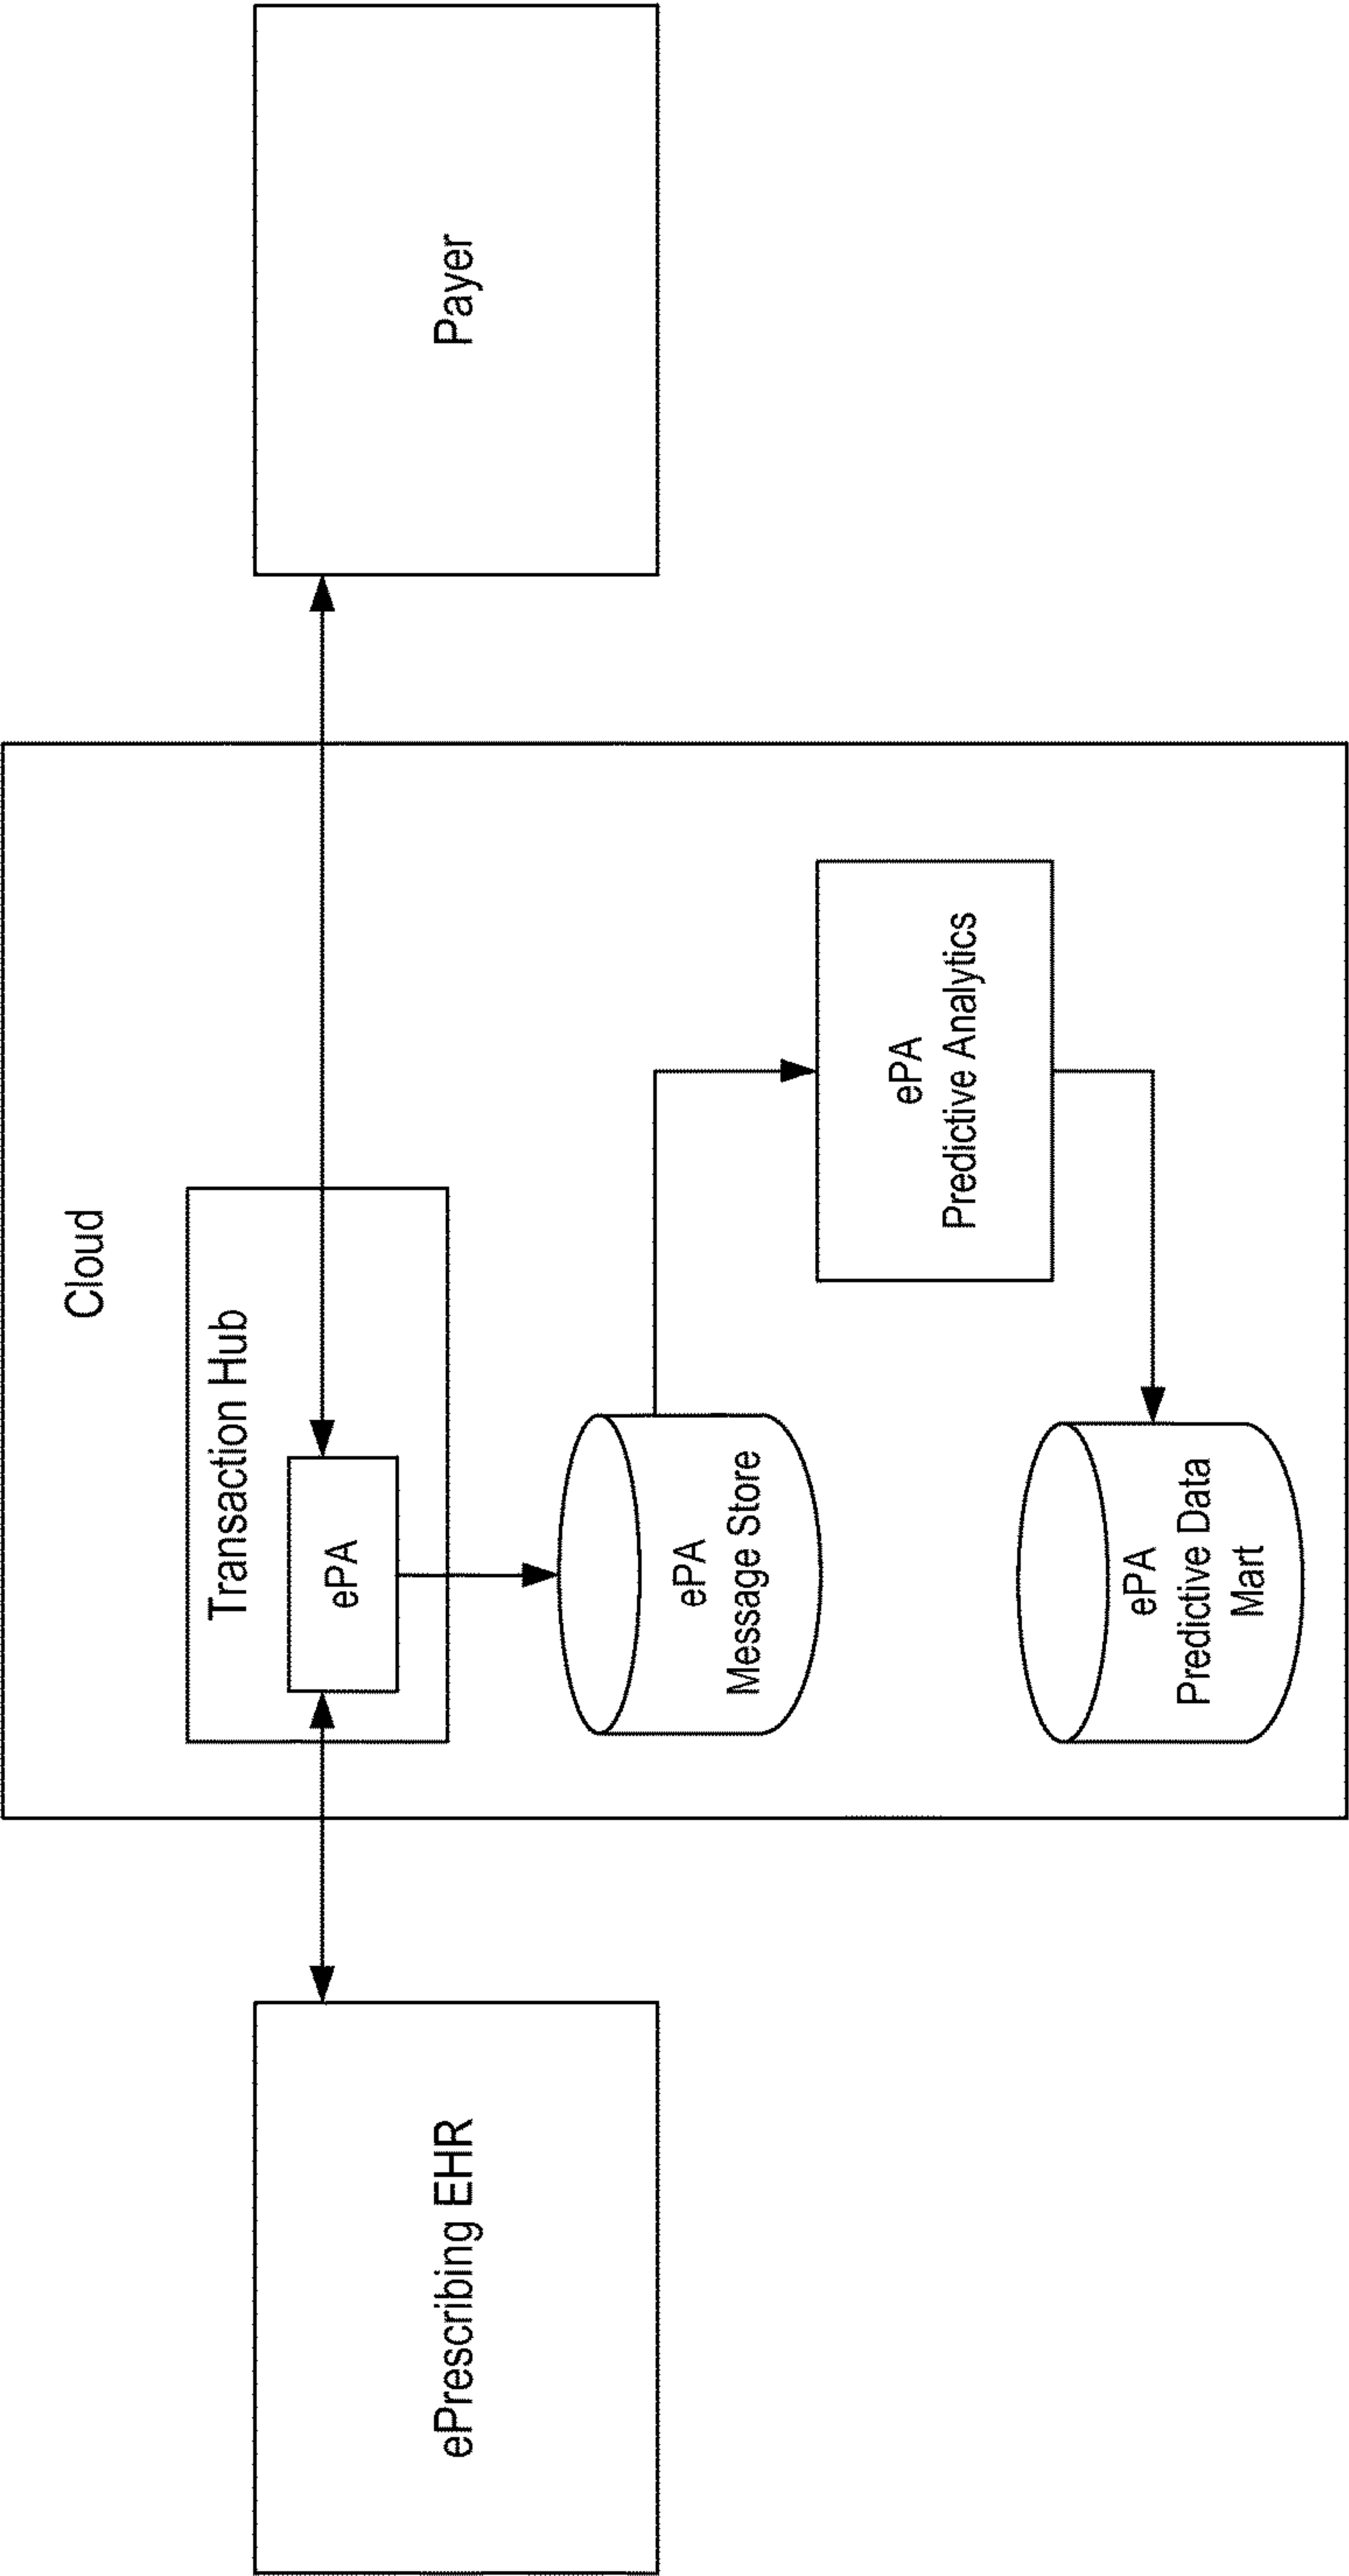 Cloud
Transaction Hub
ePA
ePrescribing EHR
Payer
ePA
Message Store
ePA
Predictive Analytics
ePA
Predictive Data
Mart